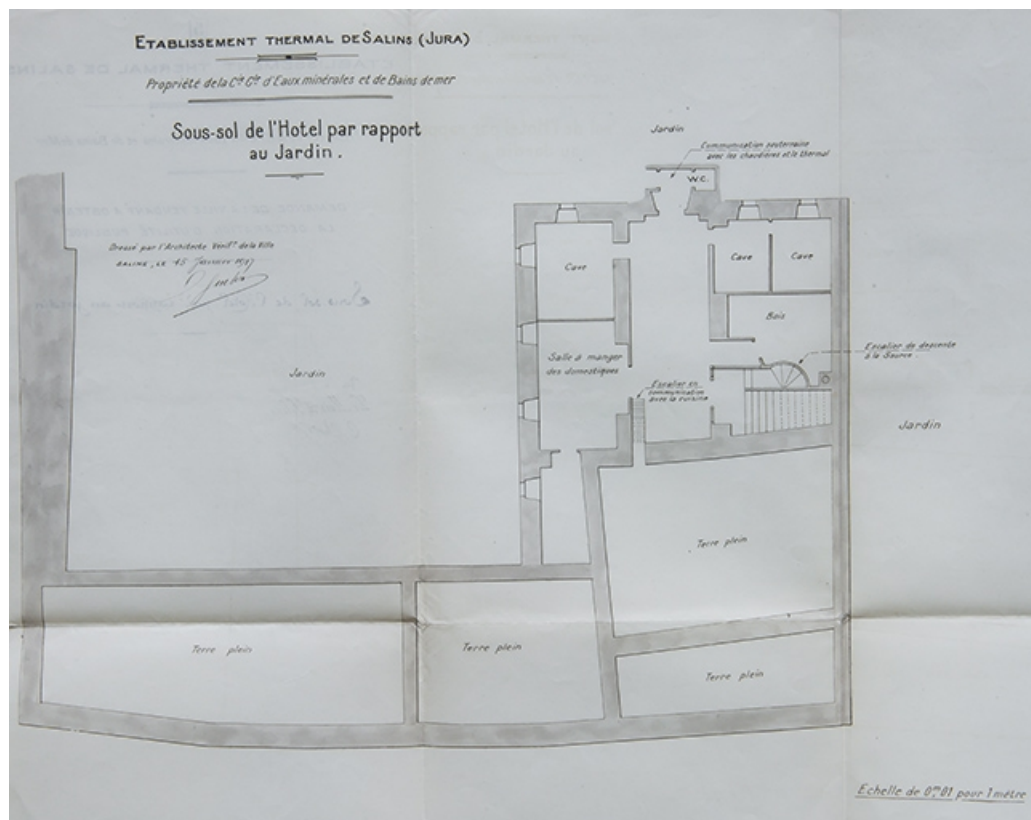 ETABLISSEMENT THERMAL DE SALINS (JURA)
Propriété de la Cie Gle d'Eaux minérales et de Bains de mer
Sous-sol de l'Hotel par rapport
au Jardin.
Dressé par l'Architecte Vérifr de la Ville
SALINS, LE 15 Janvier
Jardin
Communication souterraine
avec les chaudières et le thermal
W.C.
Cave
Cave
Cave
Bois
Salle à manger
des domestiques
Escalier de descente
à la Source.
Escalier en
communication
avec la cuisine
Jardin
Jardin
Terre plein
Terre plein
Terre plein
Terre plein
Echelle de 0m01 pour 1 mètre